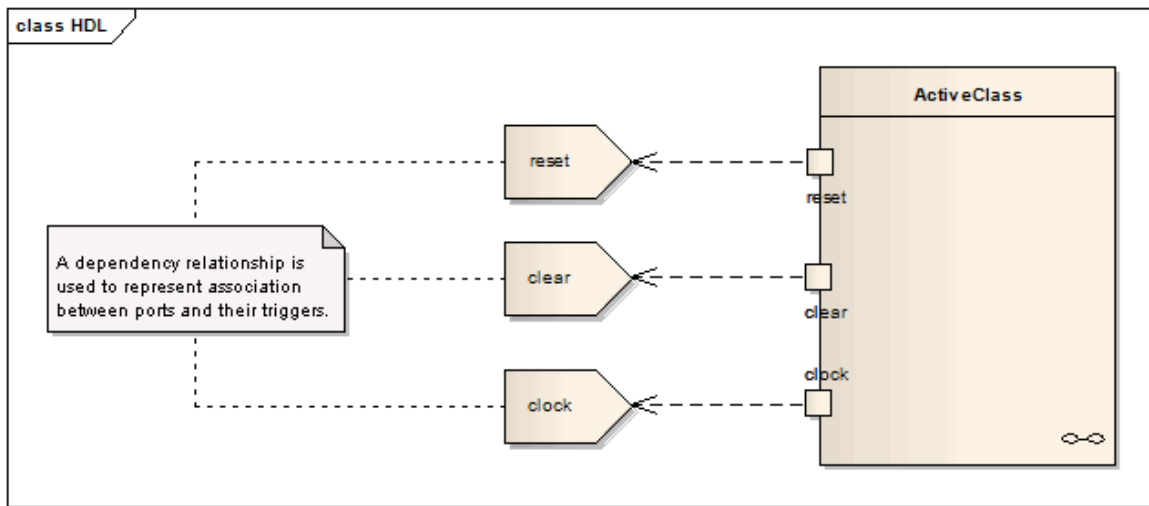 class HDL
ActiveClass
reset
reset
A dependency relationship is
used to represent association
between ports and their triggers.
clear
clear
clock
clock